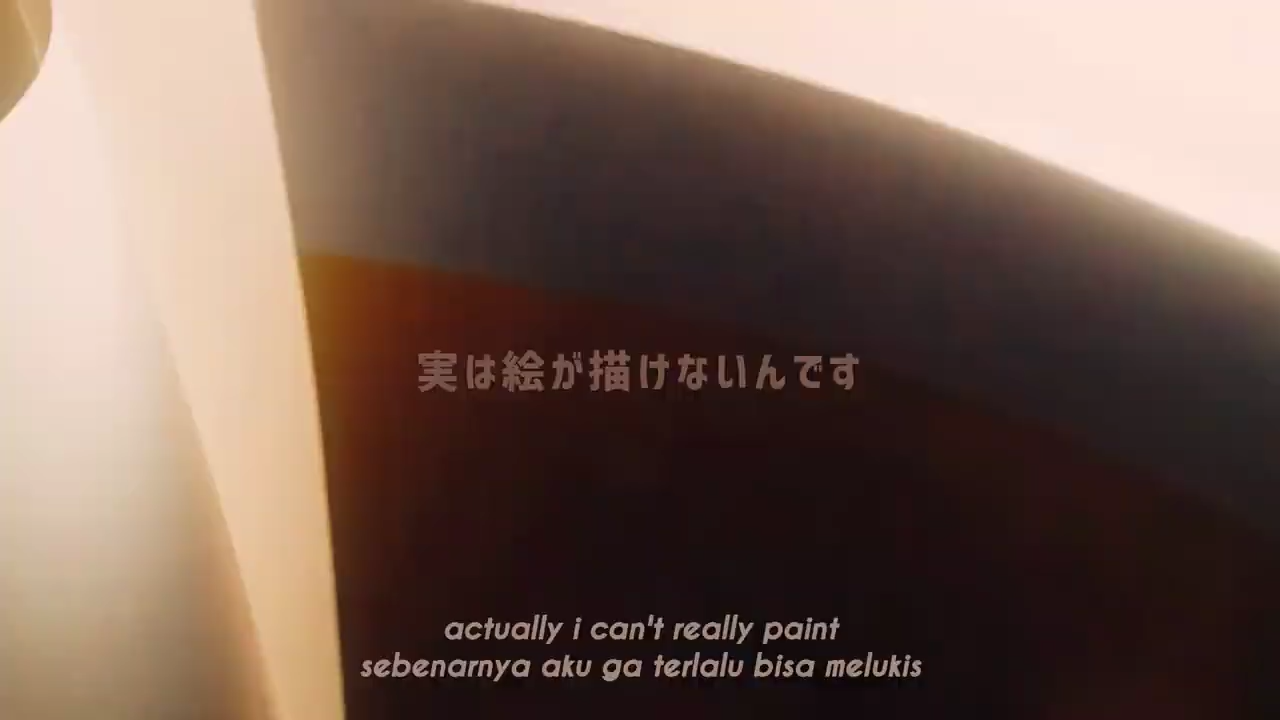 実は絵が描けないんです
actually i can't really paint
sebenarnya aku ga terlalu bisa melukis